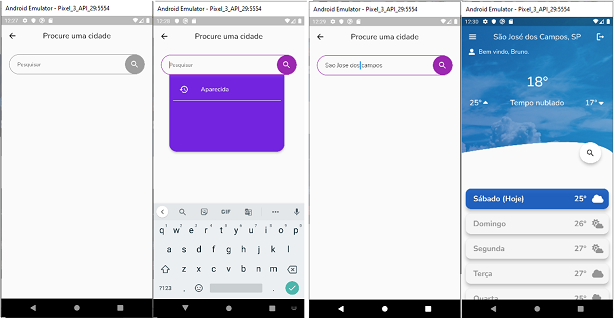 Android Emulator - Pixel_3_API_29:5554
12:27
Procure uma cidade
Pesquisar
Android Emulator - Pixel_3_API_29:5554
12:28
Procure uma cidade
Pesquisar
Aparecida
GIF
q w e r t y u i o p
a s d f g h j k l
z x c v b n m
?123 , .
Android Emulator - Pixel_3_API_29:5554
12:29
Procure uma cidade
Sao Jose dos campos
Android Emulator - Pixel_3_API_29:5554
12:30
São José dos Campos, SP
Bem vindo, Bruno.
18°
25° Tempo nublado 17°
Sábado (Hoje) 25°
Domingo 26°
Segunda 29°
Terça 27°
Quarta 25°